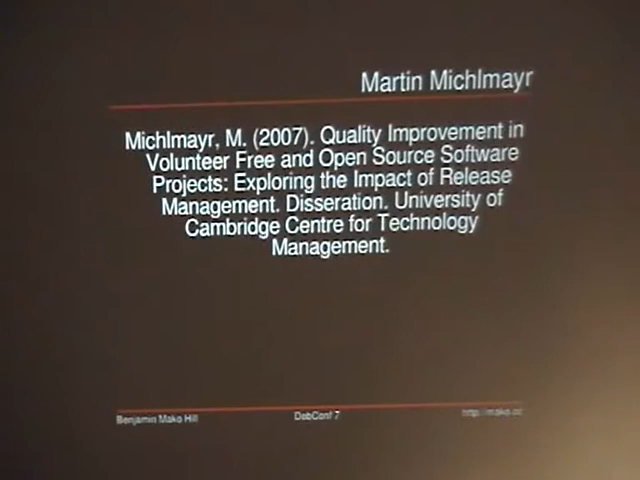 Martin Michlmayr
Michlmayr, M. (2007). Quality Improvement in
Volunteer Free and Open Source Software
Projects: Exploring the Impact of Release
Management. Disseration. University of
Cambridge Centre for Technology
Management.
Benjamin Mako Hill
DebConf 7
http://mako.cc